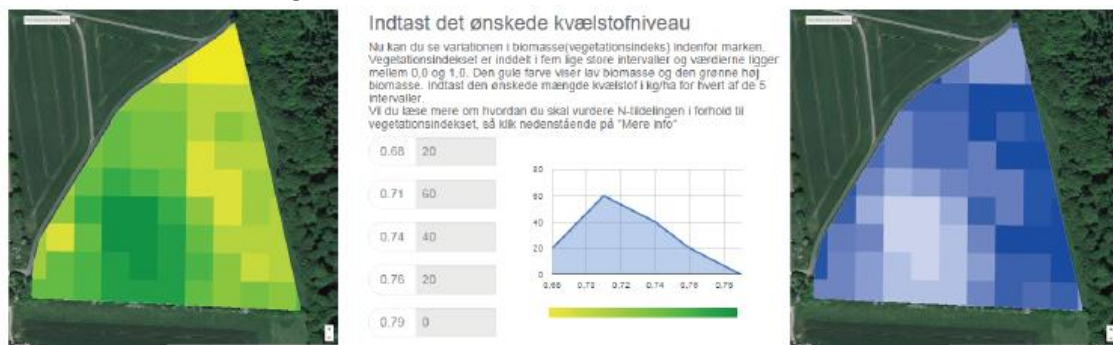 Indtast det ønskede kvælstofniveau
Nu kan du se variationen i biomasse(vegetationsindeks) indenfor marken.
Vegetationsindekset er inddelt i fem lige store intervaller og værdierne ligger
mellem 0,0 og 1,0. Den gule farve viser lav biomasse og den grønne høj
biomasse. Indtast den ønskede mængde kvælstof i kg/ha for hvert af de 5
intervaller.
Vil du læse mere om hvordan du skal vurdere N-tildelingen i forhold til
vegetationsindekset, så klik nedenstående på "Mere info"
0.68 20
0.71 60
0.74 40
0.76 20
0.79 0
80
60
40
20
0
0,68 0,70 0,72 0,74 0,76 0,78